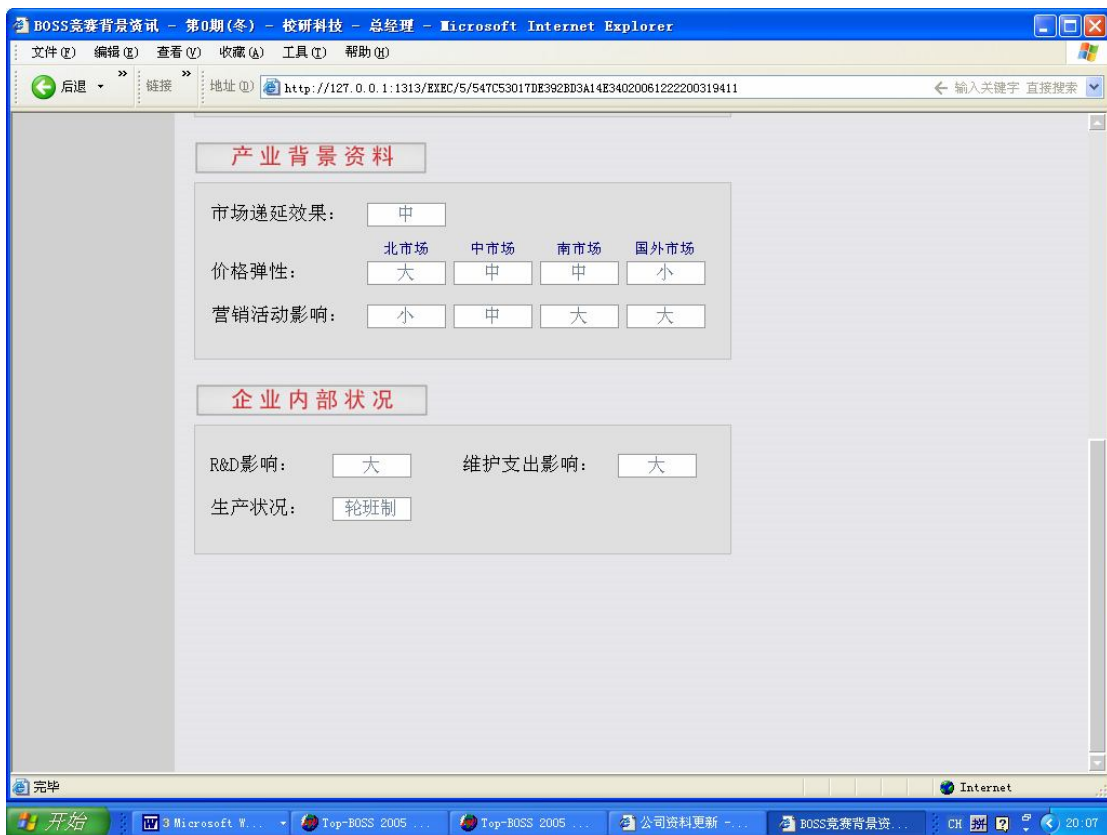 BOSS竞赛背景资讯 - 第0期(冬) - 校研科技 - 总经理 - Microsoft Internet Explorer
文件(F) 编辑(E) 查看(V) 收藏(A) 工具(T) 帮助(H)
后退 » 链接 » 地址(D) http://127.0.0.1:1313/EXEC/5/547C53017DE392BD3A14E34020061222200319411 输入关键字 直接搜索
产业背景资料
市场递延效果: 中
北市场 中市场 南市场 国外市场
价格弹性: 大 中 中 小
营销活动影响: 小 中 大 大
企业内部状况
R&D影响: 大 维护支出影响: 大
生产状况: 轮班制
完毕 Internet
开始 3 Microsoft W... Top-BOSS 2005 ... Top-BOSS 2005 ... 公司资料更新 -... BOSS竞赛背景资... CH 拼 20:07